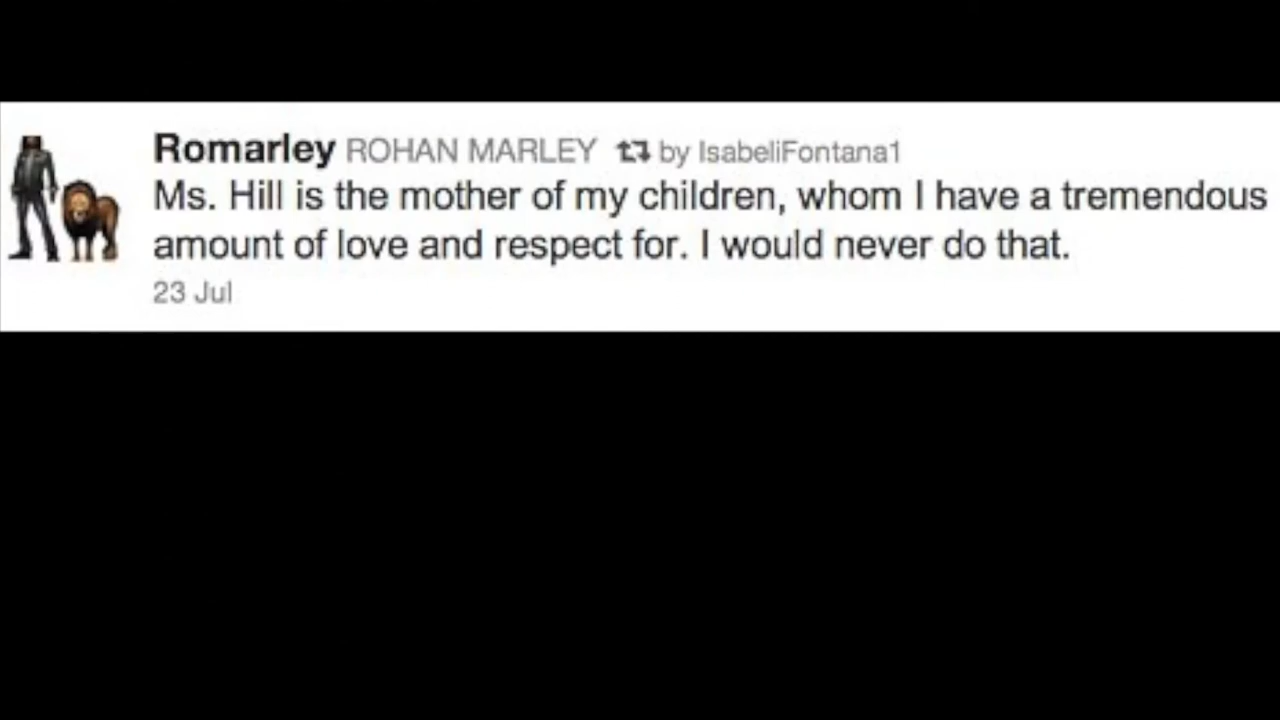 Romarley ROHAN MARLEY by IsabeliFontana1
Ms. Hill is the mother of my children, whom I have a tremendous
amount of love and respect for. I would never do that.
23 Jul